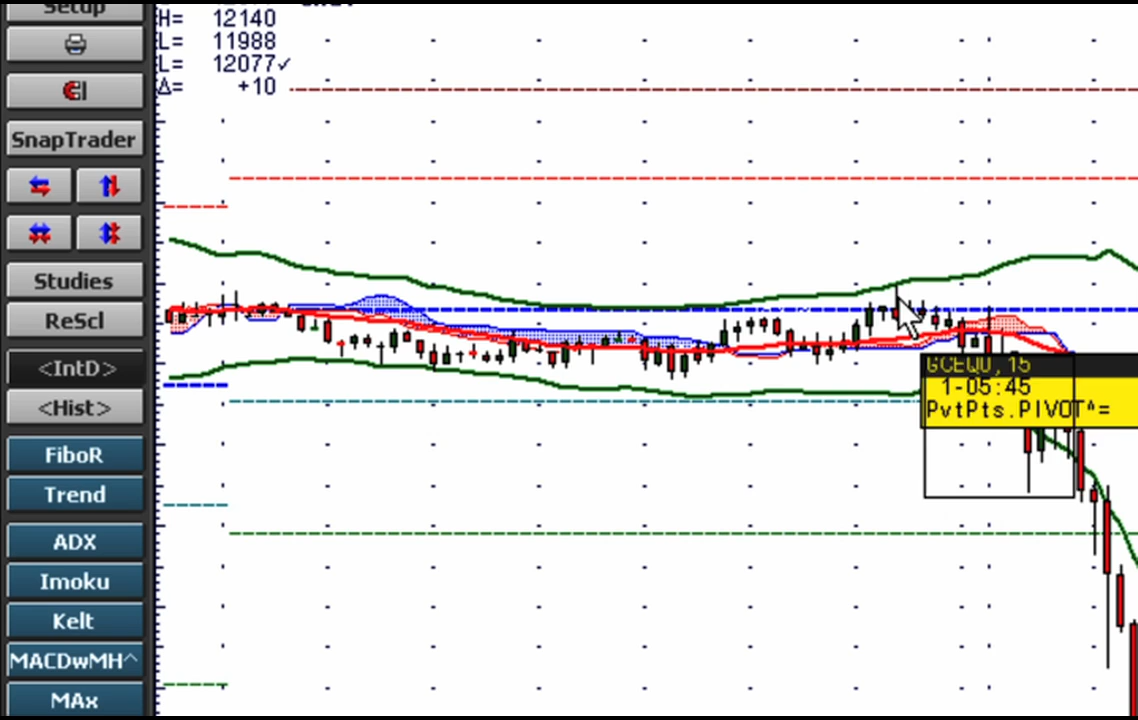 Setup
H= 12140
L= 11988
L= 12077✓
Δ= +10
SnapTrader
Studies
ReScl
<IntD>
<Hist>
FiboR
Trend
ADX
Imoku
Kelt
MACDwMH^
MAx
GCEQU, 15
1-05:45
PvtPts.PIVOT^=